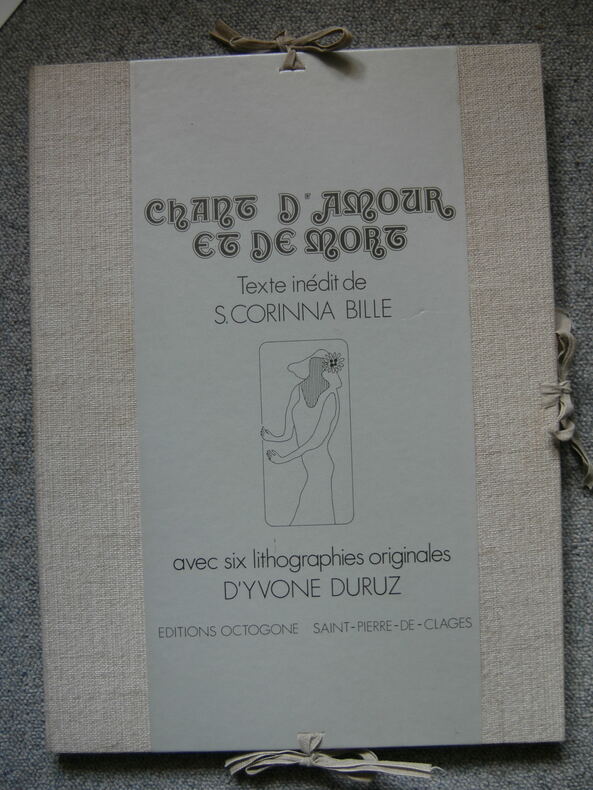 CHANT D'AMOUR
ET DE MORT
Texte inédit de
S. CORINNA BILLE
avec six lithographies originales
D'YVONE DURUZ
EDITIONS OCTOGONE SAINT-PIERRE-DE-CLAGES